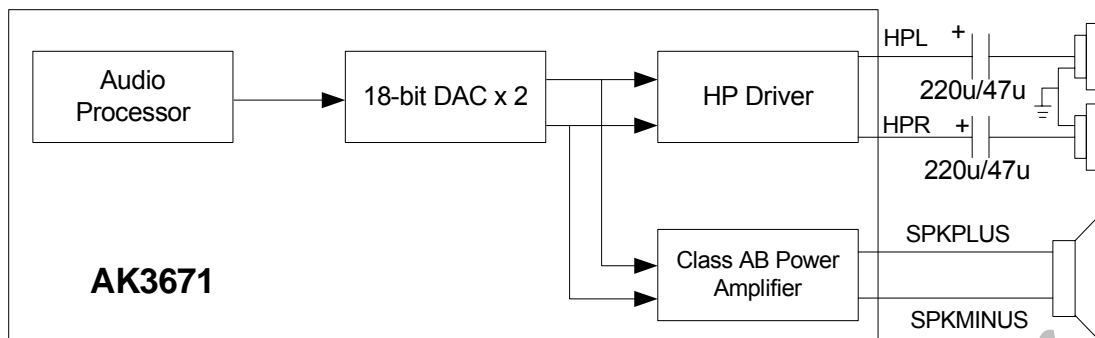 HPL
+
Audio
Processor
18-bit DAC x 2
HP Driver
220u/47u
HPR
+
220u/47u
SPKPLUS
Class AB Power
Amplifier
AK3671
SPKMINUS